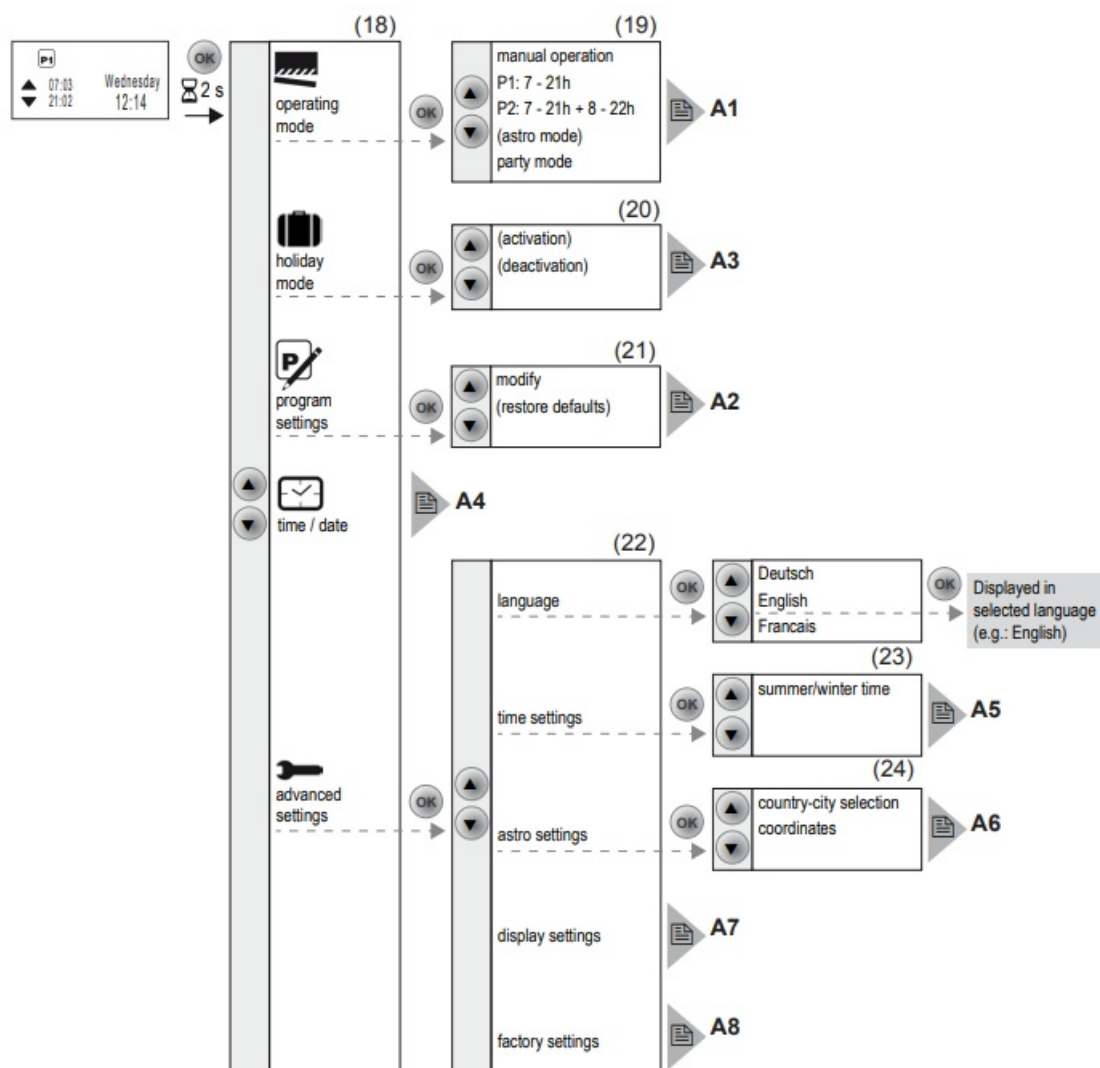 (18)
(19)
P1
07:03
21:02
Wednesday
12:14
OK
2 s
operating
mode
OK
manual operation
P1: 7 - 21h
P2: 7 - 21h + 8 - 22h
(astro mode)
party mode
A1
(20)
holiday
mode
OK
(activation)
(deactivation)
A3
(21)
P
program
settings
OK
modify
(restore defaults)
A2
time / date
A4
(22)
advanced
settings
OK
language
OK
Deutsch
English
Francais
OK
Displayed in
selected language
(e.g.: English)
(23)
time settings
OK
summer/winter time
A5
(24)
astro settings
OK
country-city selection
coordinates
A6
display settings
A7
factory settings
A8